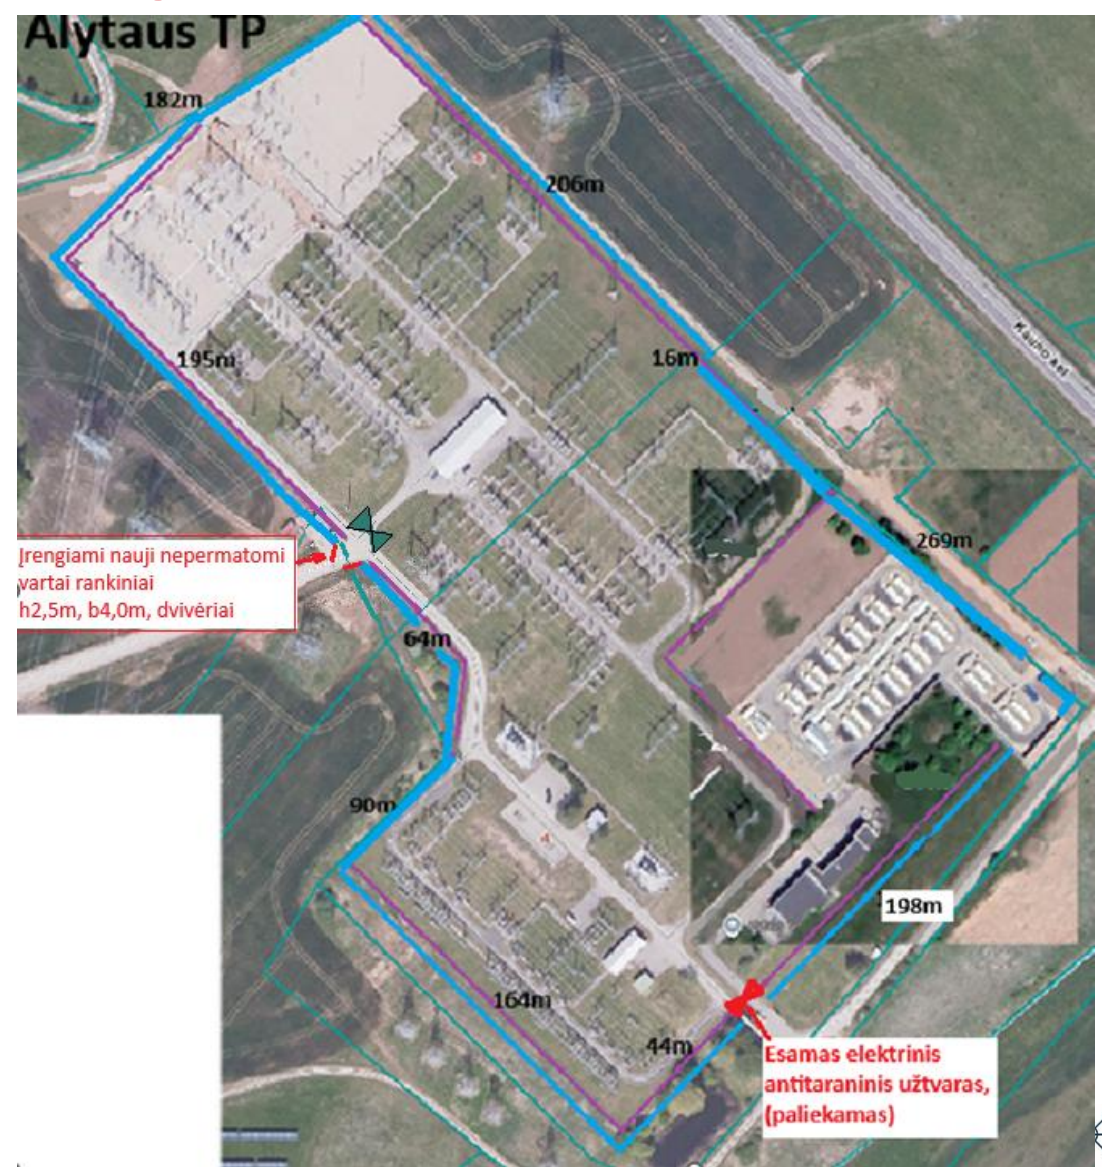 Alytaus TP
182m
206m
195m
16m
Kauno
269m
Įrengiami nauji nepermatomi
vartai rankiniai
h2,5m, b4,0m, dvivėriai
64m
90m
198m
164m
44m
Esamas elektrinis
antitaraninis užtvaras,
(paliekamas)